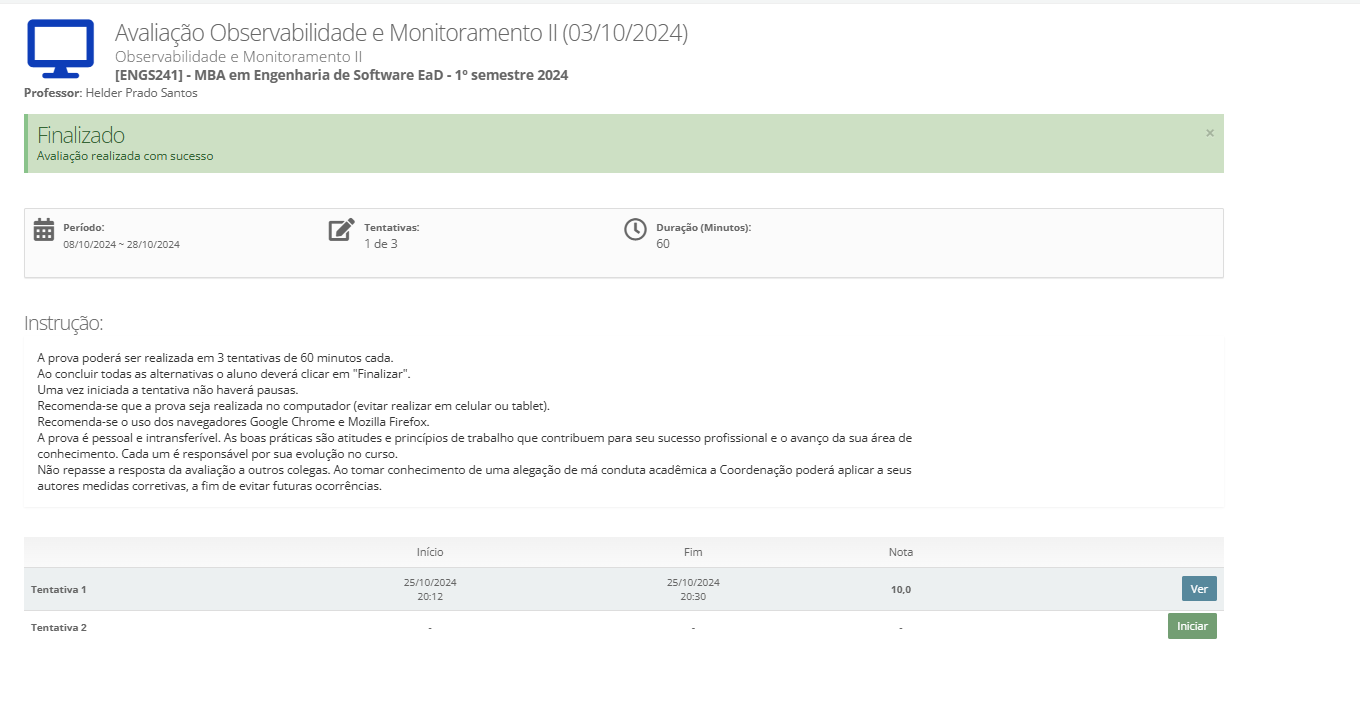 Avaliação Observabilidade e Monitoramento II (03/10/2024)
Observabilidade e Monitoramento II
[ENGS241] - MBA em Engenharia de Software EaD - 1º semestre 2024
Professor: Helder Prado Santos
Finalizado
×
Avaliação realizada com sucesso
Período:
08/10/2024 ~ 28/10/2024
Tentativas:
1 de 3
Duração (Minutos):
60
Instrução:
A prova poderá ser realizada em 3 tentativas de 60 minutos cada.
Ao concluir todas as alternativas o aluno deverá clicar em "Finalizar".
Uma vez iniciada a tentativa não haverá pausas.
Recomenda-se que a prova seja realizada no computador (evitar realizar em celular ou tablet).
Recomenda-se o uso dos navegadores Google Chrome e Mozilla Firefox.
A prova é pessoal e intransferível. As boas práticas são atitudes e princípios de trabalho que contribuem para seu sucesso profissional e o avanço da sua área de
conhecimento. Cada um é responsável por sua evolução no curso.
Não repasse a resposta da avaliação a outros colegas. Ao tomar conhecimento de uma alegação de má conduta acadêmica a Coordenação poderá aplicar a seus
autores medidas corretivas, a fim de evitar futuras ocorrências.
Início Fim Nota
Tentativa 1 25/10/2024 20:12 25/10/2024 20:30 10,0 Ver
Tentativa 2 - - - Iniciar